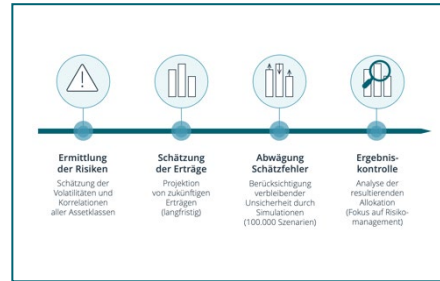 Ermittlung
der Risiken
Schätzung der
Volatilitäten und
Korrelationen
aller Assetklassen
Schätzung
der Erträge
Projektion
von zukünftigen
Erträgen
(langfristig)
Abwägung
Schätzfehler
Berücksichtigung
verbleibender
Unsicherheit durch
Simulationen
(100.000 Szenarien)
Ergebnis-
kontrolle
Analyse der
resultierenden
Allokation
(Fokus auf Risiko-
management)